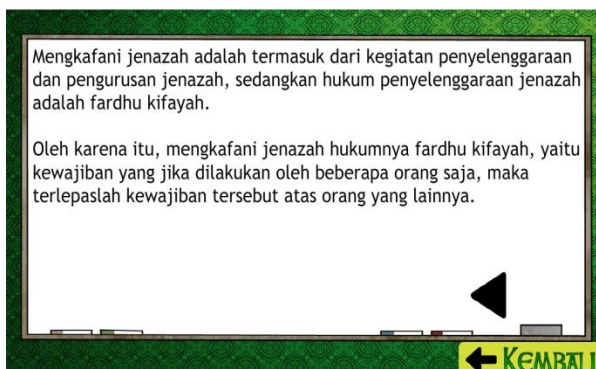 Mengkafani jenazah adalah termasuk dari kegiatan penyelenggaraan
dan pengurusan jenazah, sedangkan hukum penyelenggaraan jenazah
adalah fardhu kifayah.
Oleh karena itu, mengkafani jenazah hukumnya fardhu kifayah, yaitu
kewajiban yang jika dilakukan oleh beberapa orang saja, maka
terlepaslah kewajiban tersebut atas orang yang lainnya.
KEMBALI